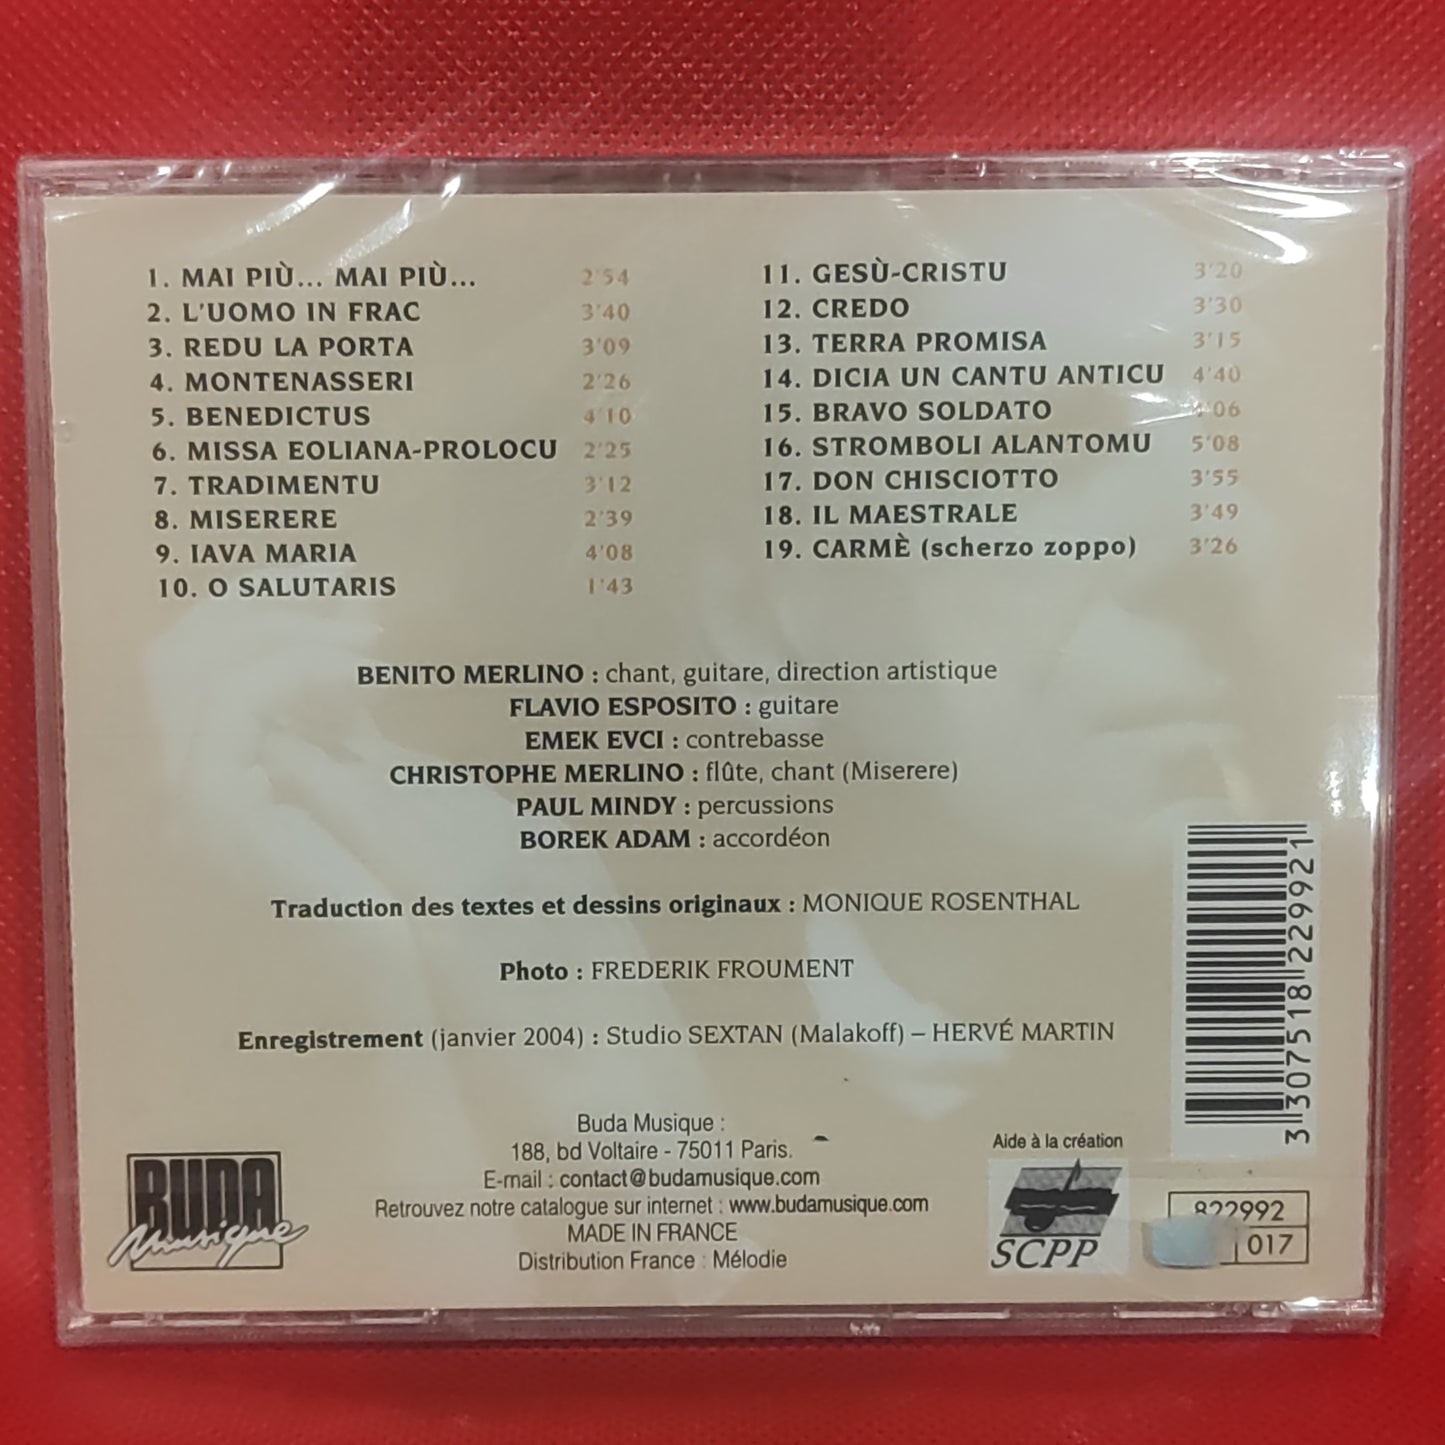 1. MAI PIÙ... MAI PIÙ... 2'54
2. L'UOMO IN FRAC 3'40
3. REDU LA PORTA 3'09
4. MONTENASSERI 2'26
5. BENEDICTUS 4'10
6. MISSA EOLIANA-PROLOCU 2'25
7. TRADIMENTU 3'12
8. MISERERE 2'39
9. IAVA MARIA 4'08
10. O SALUTARIS 1'43
11. GESÙ-CRISTU 3'20
12. CREDO 3'30
13. TERRA PROMISA 3'15
14. DICIA UN CANTU ANTICU 4'40
15. BRAVO SOLDATO 4'06
16. STROMBOLI ALANTOMU 5'08
17. DON CHISCIOTTO 3'55
18. IL MAESTRALE 3'49
19. CARMÈ (scherzo zoppo) 3'26
BENITO MERLINO : chant, guitare, direction artistique
FLAVIO ESPOSITO : guitare
EMEK EVCI : contrebasse
CHRISTOPHE MERLINO : flûte, chant (Miserere)
PAUL MINDY : percussions
BOREK ADAM : accordéon
Traduction des textes et dessins originaux : MONIQUE ROSENTHAL
Photo : FREDERIK FROUMENT
Enregistrement (janvier 2004) : Studio SEXTAN (Malakoff) – HERVÉ MARTIN
3 307518 229921
BUDA
Musique
Buda Musique :
188, bd Voltaire - 75011 Paris.
E-mail : contact@budamusique.com
Retrouvez notre catalogue sur internet : www.budamusique.com
MADE IN FRANCE
Distribution France : Mélodie
Aide à la création
SCPP
822992
017